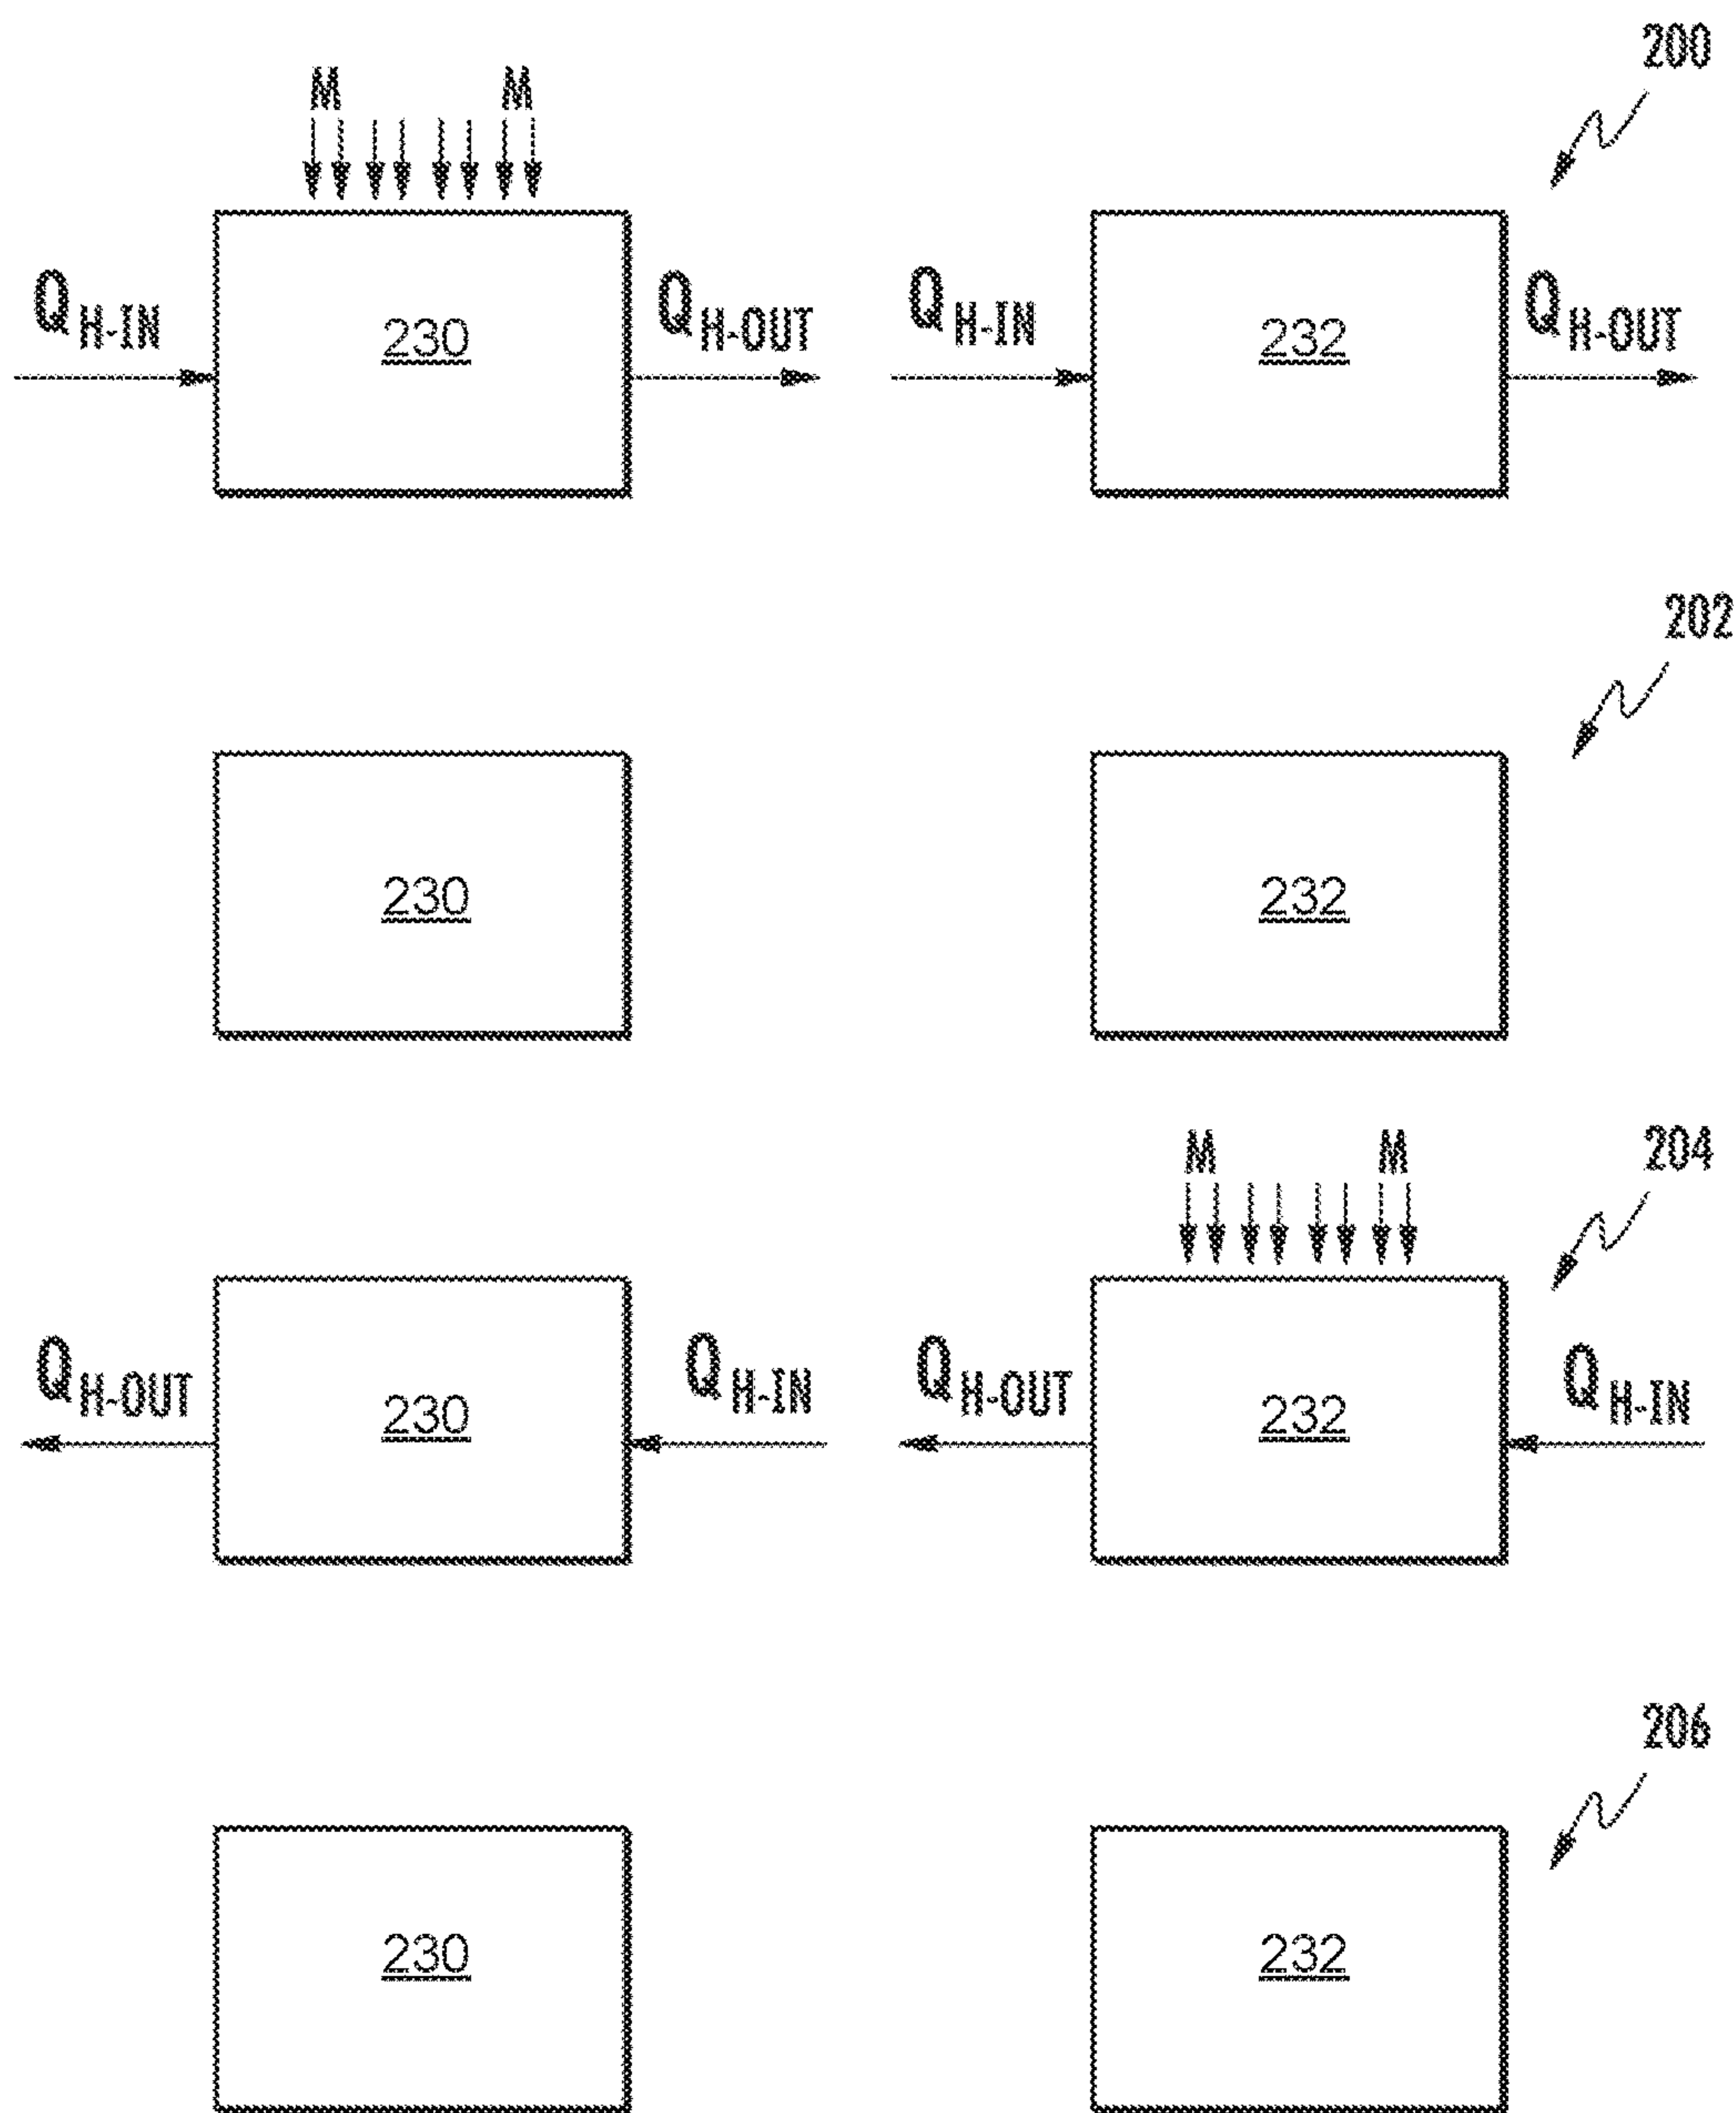 200
M M
Q H-IN 230 Q H-OUT Q H-IN 232 Q H-OUT
202
230 232
M M 204
Q H-OUT 230 Q H-IN Q H-OUT 232 Q H-IN
206
230 232